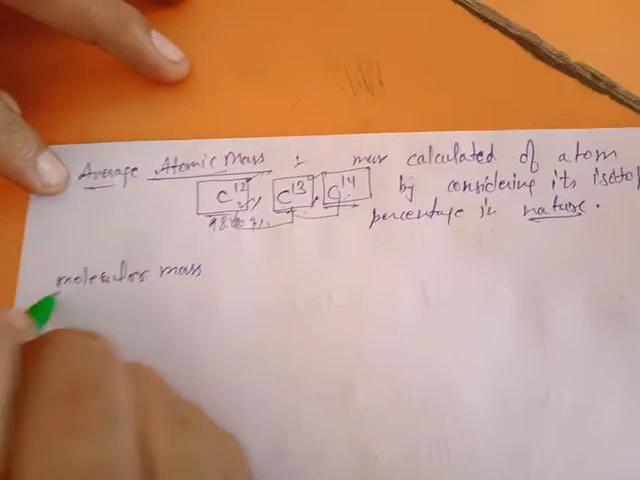 Average Atomic Mass :- mass calculated of atom
C12, C13, C14 by considering its isotop
98. %. percentage in nature.
molecular mass